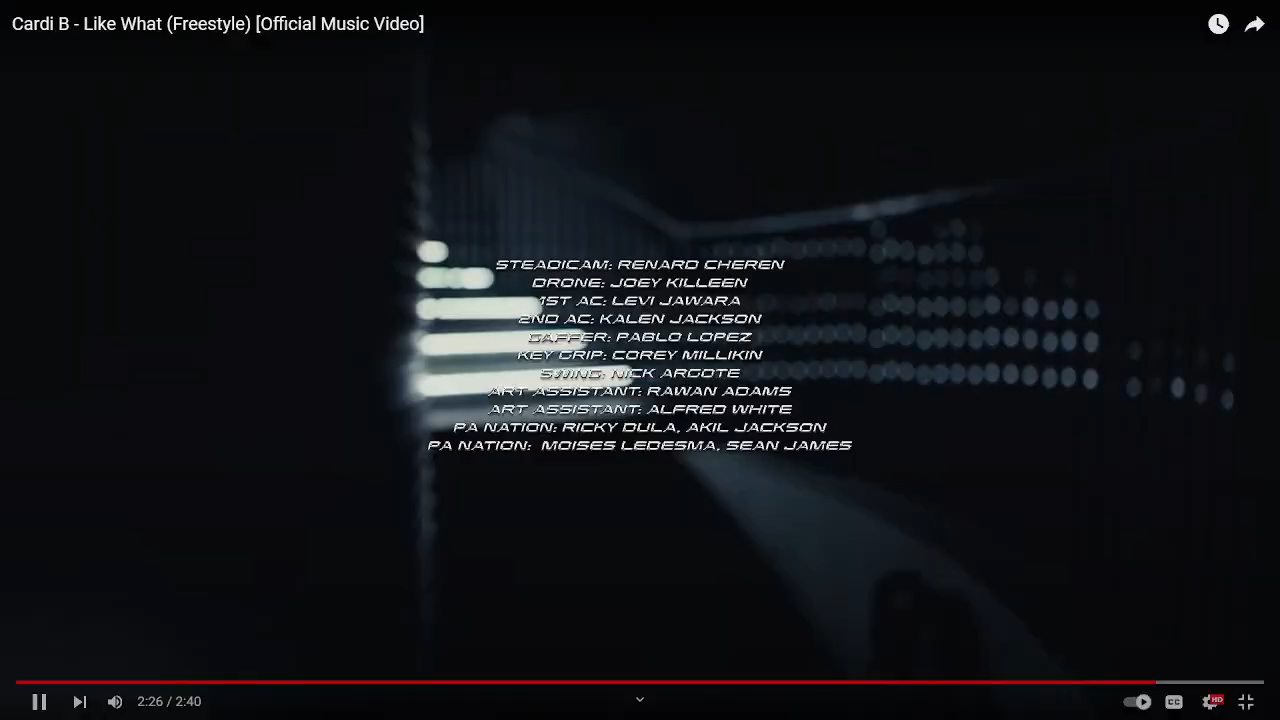 Cardi B - Like What (Freestyle) [Official Music Video]
STEADICAM: RENARD CHEREN
DRONE: JOEY KILLEEN
1ST AC: LEVI JAWARA
2ND AC: KALEN JACKSON
GAFFER: PABLO LOPEZ
KEY GRIP: COREY MILLIKIN
SWING: NICK ARGOTE
ART ASSISTANT: RAWAN ADAMS
ART ASSISTANT: ALFRED WHITE
PA NATION: RICKY DULA, AKIL JACKSON
PA NATION: MOISES LEDESMA, SEAN JAMES
2:26 / 2:40
CC
HD